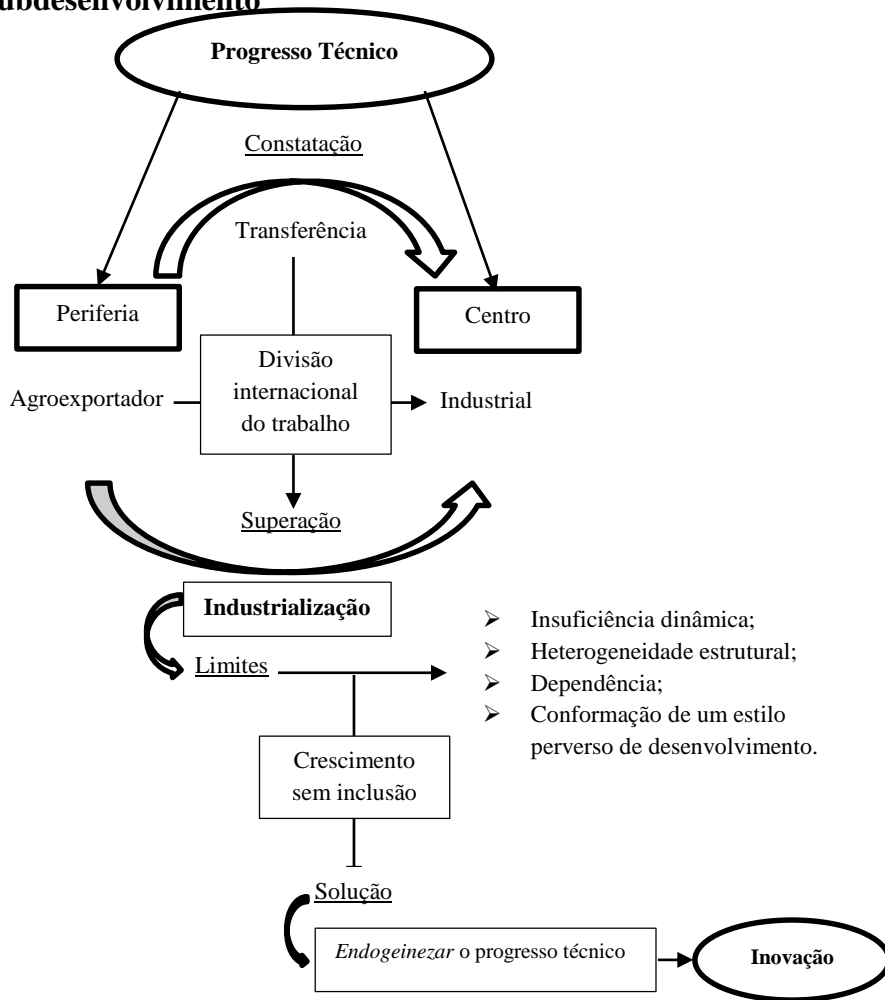 ubdesenvolvimento
Progresso Técnico
Constatação
Transferência
Periferia
Centro
Divisão
internacional
do trabalho
Agroexportador
Industrial
Superação
Industrialização
Limites
➢ Insuficiência dinâmica;
➢ Heterogeneidade estrutural;
➢ Dependência;
➢ Conformação de um estilo
perverso de desenvolvimento.
Crescimento
sem inclusão
Solução
Endogeinezar o progresso técnico
Inovação